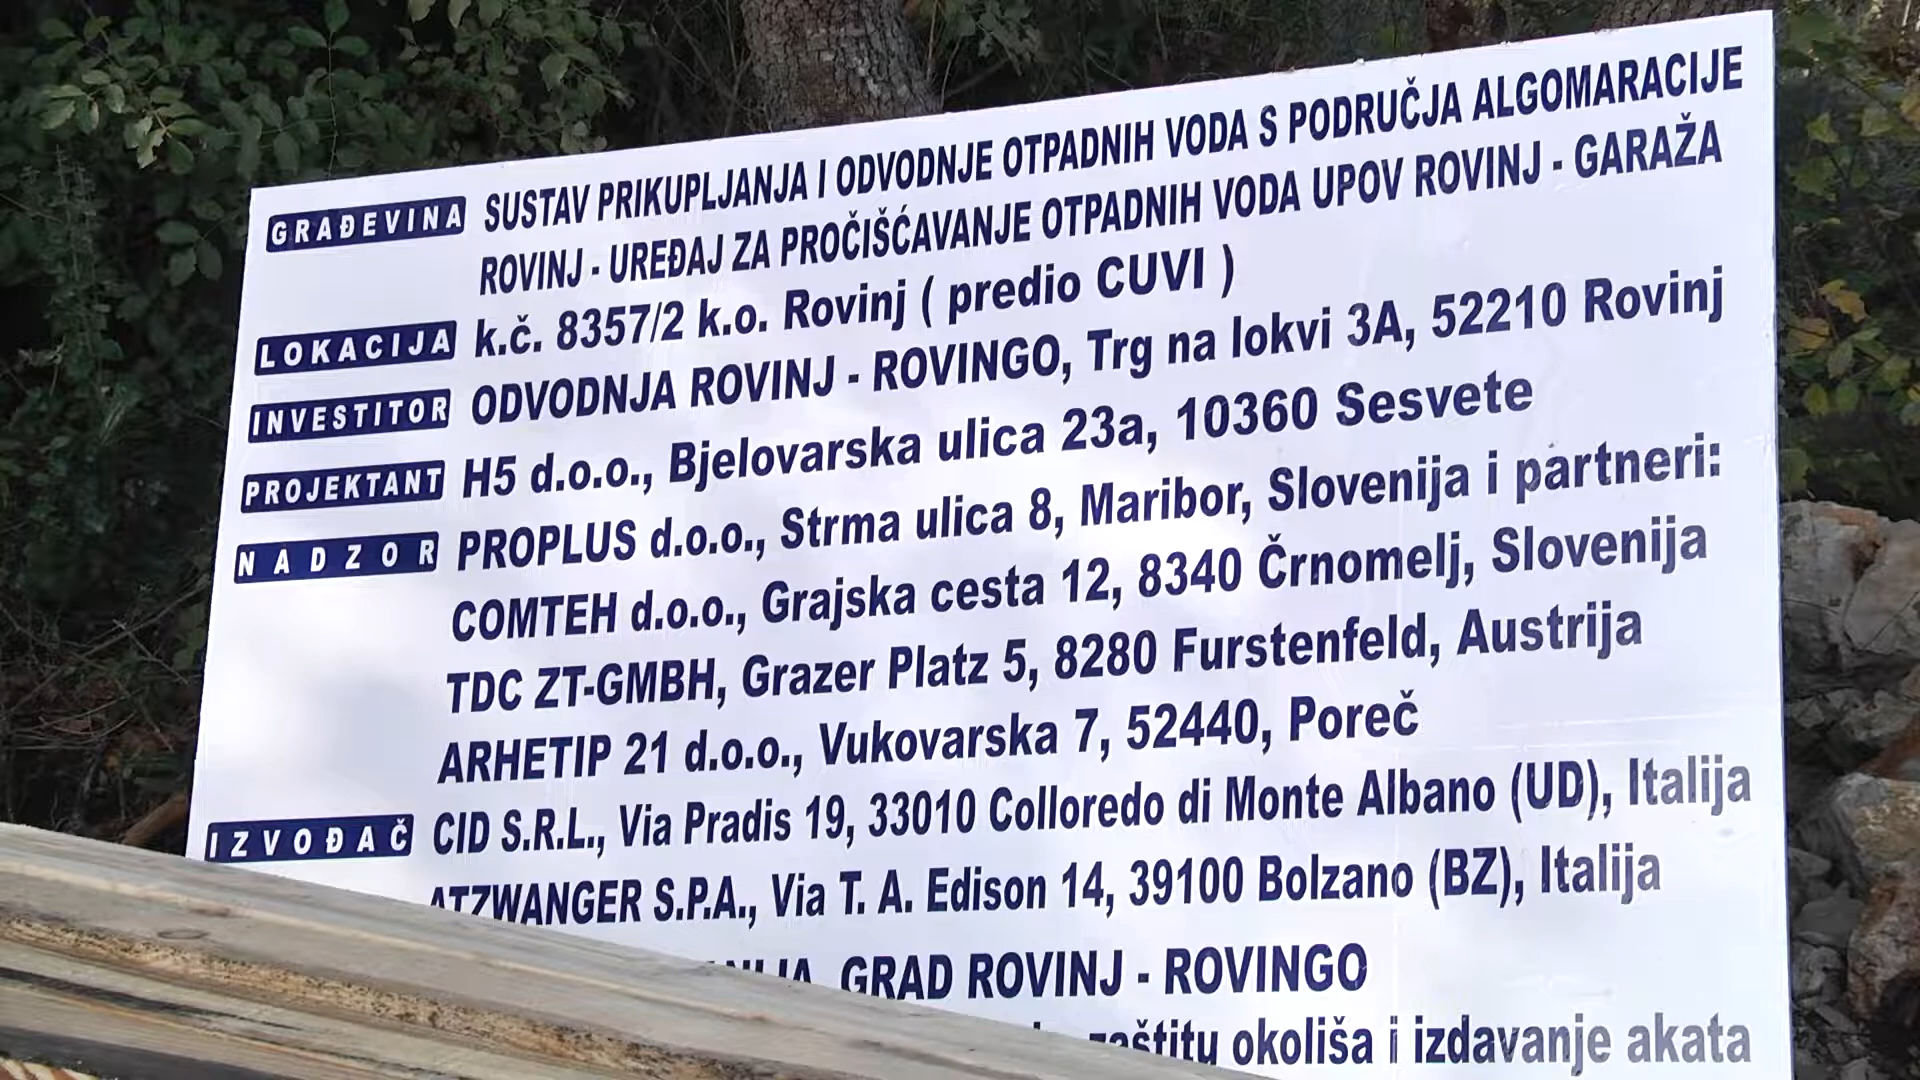 GRAĐEVINA SUSTAV PRIKUPLJANJA I ODVODNJE OTPADNIH VODA S PODRUČJA ALGOMARACIJE
ROVINJ - UREĐAJ ZA PROČIŠĆAVANJE OTPADNIH VODA UPOV ROVINJ - GARAŽA
LOKACIJA k.č. 8357/2 k.o. Rovinj ( predio CUVI )
INVESTITOR ODVODNJA ROVINJ - ROVINGO, Trg na lokvi 3A, 52210 Rovinj
PROJEKTANT H5 d.o.o., Bjelovarska ulica 23a, 10360 Sesvete
NADZOR PROPLUS d.o.o., Strma ulica 8, Maribor, Slovenija i partneri:
COMTEH d.o.o., Grajska cesta 12, 8340 Črnomelj, Slovenija
TDC ZT-GMBH, Grazer Platz 5, 8280 Furstenfeld, Austrija
ARHETIP 21 d.o.o., Vukovarska 7, 52440, Poreč
IZVOĐAČ CID S.R.L., Via Pradis 19, 33010 Colloredo di Monte Albano (UD), Italija
ATZWANGER S.P.A., Via T. A. Edison 14, 39100 Bolzano (BZ), Italija
GRAD ROVINJ - ROVINGO
zaštitu okoliša i izdavanje akata